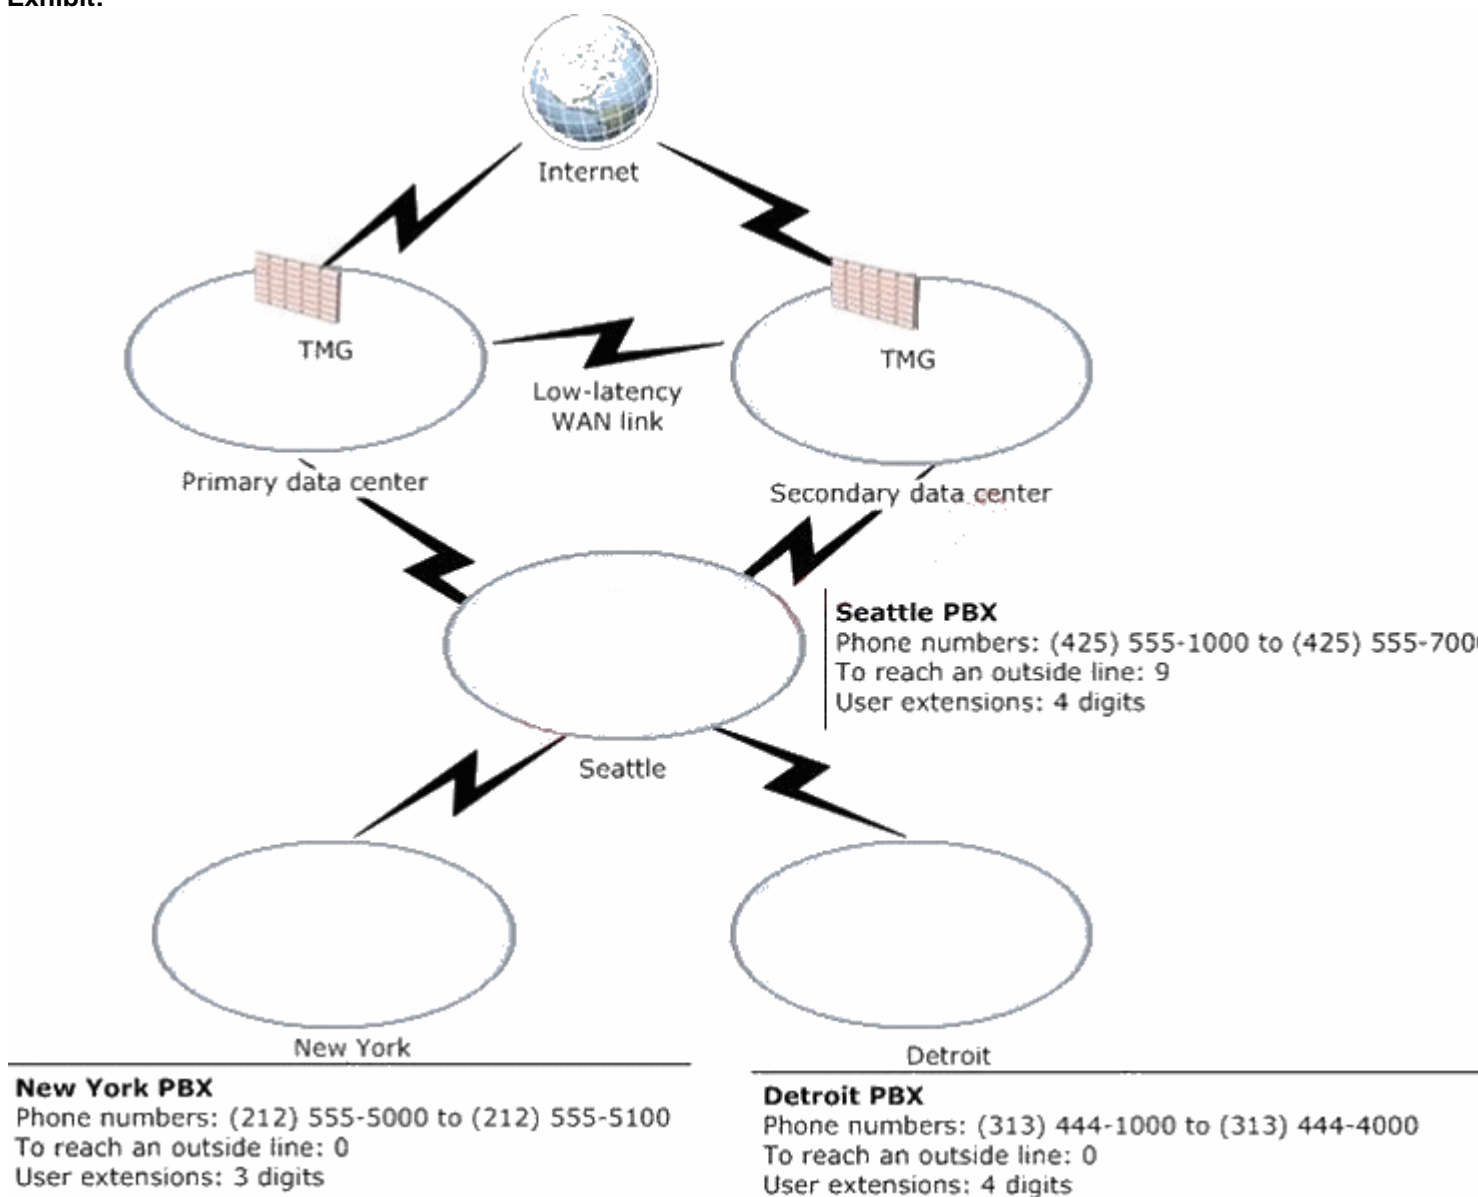 Exhibit:
Internet
TMG
TMG
Low-latency
WAN link
Primary data center
Secondary data center
Seattle PBX
Phone numbers: (425) 555-1000 to (425) 555-700
To reach an outside line: 9
User extensions: 4 digits
Seattle
New York
Detroit
New York PBX
Phone numbers: (212) 555-5000 to (212) 555-5100
To reach an outside line: 0
User extensions: 3 digits
Detroit PBX
Phone numbers: (313) 444-1000 to (313) 444-4000
To reach an outside line: 0
User extensions: 4 digits